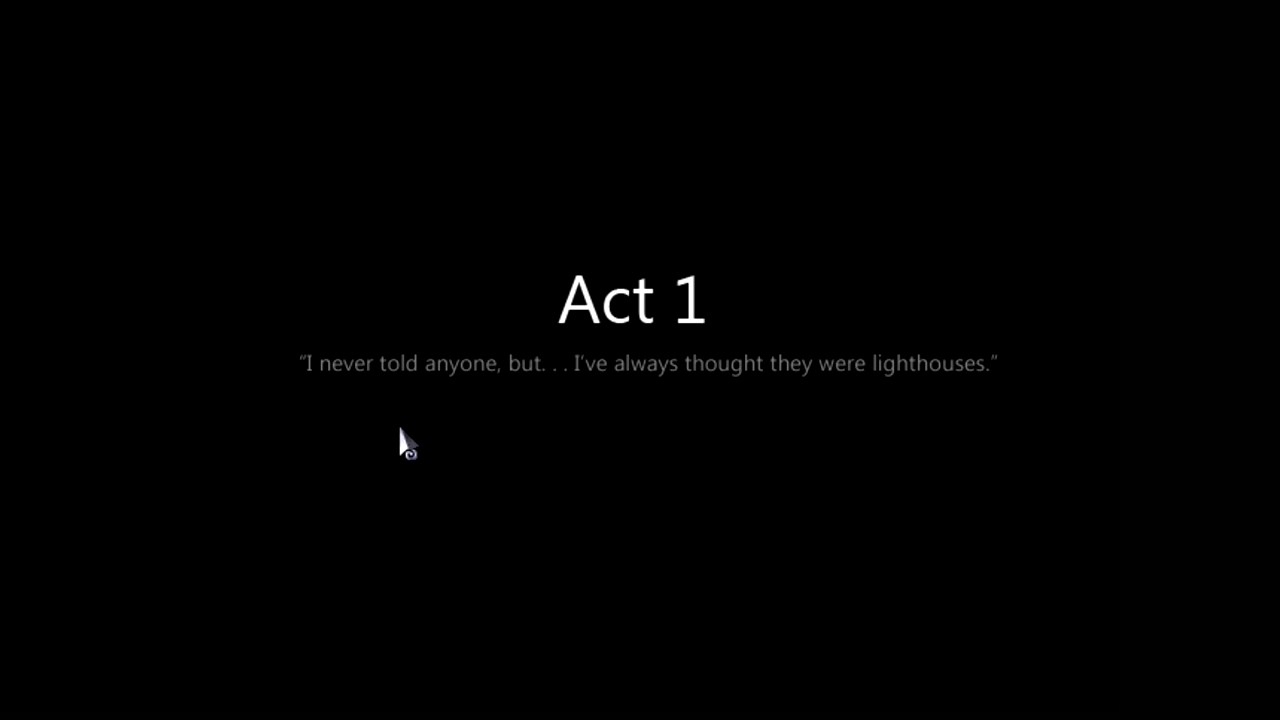 Act 1
“I never told anyone, but. . . I’ve always thought they were lighthouses.”